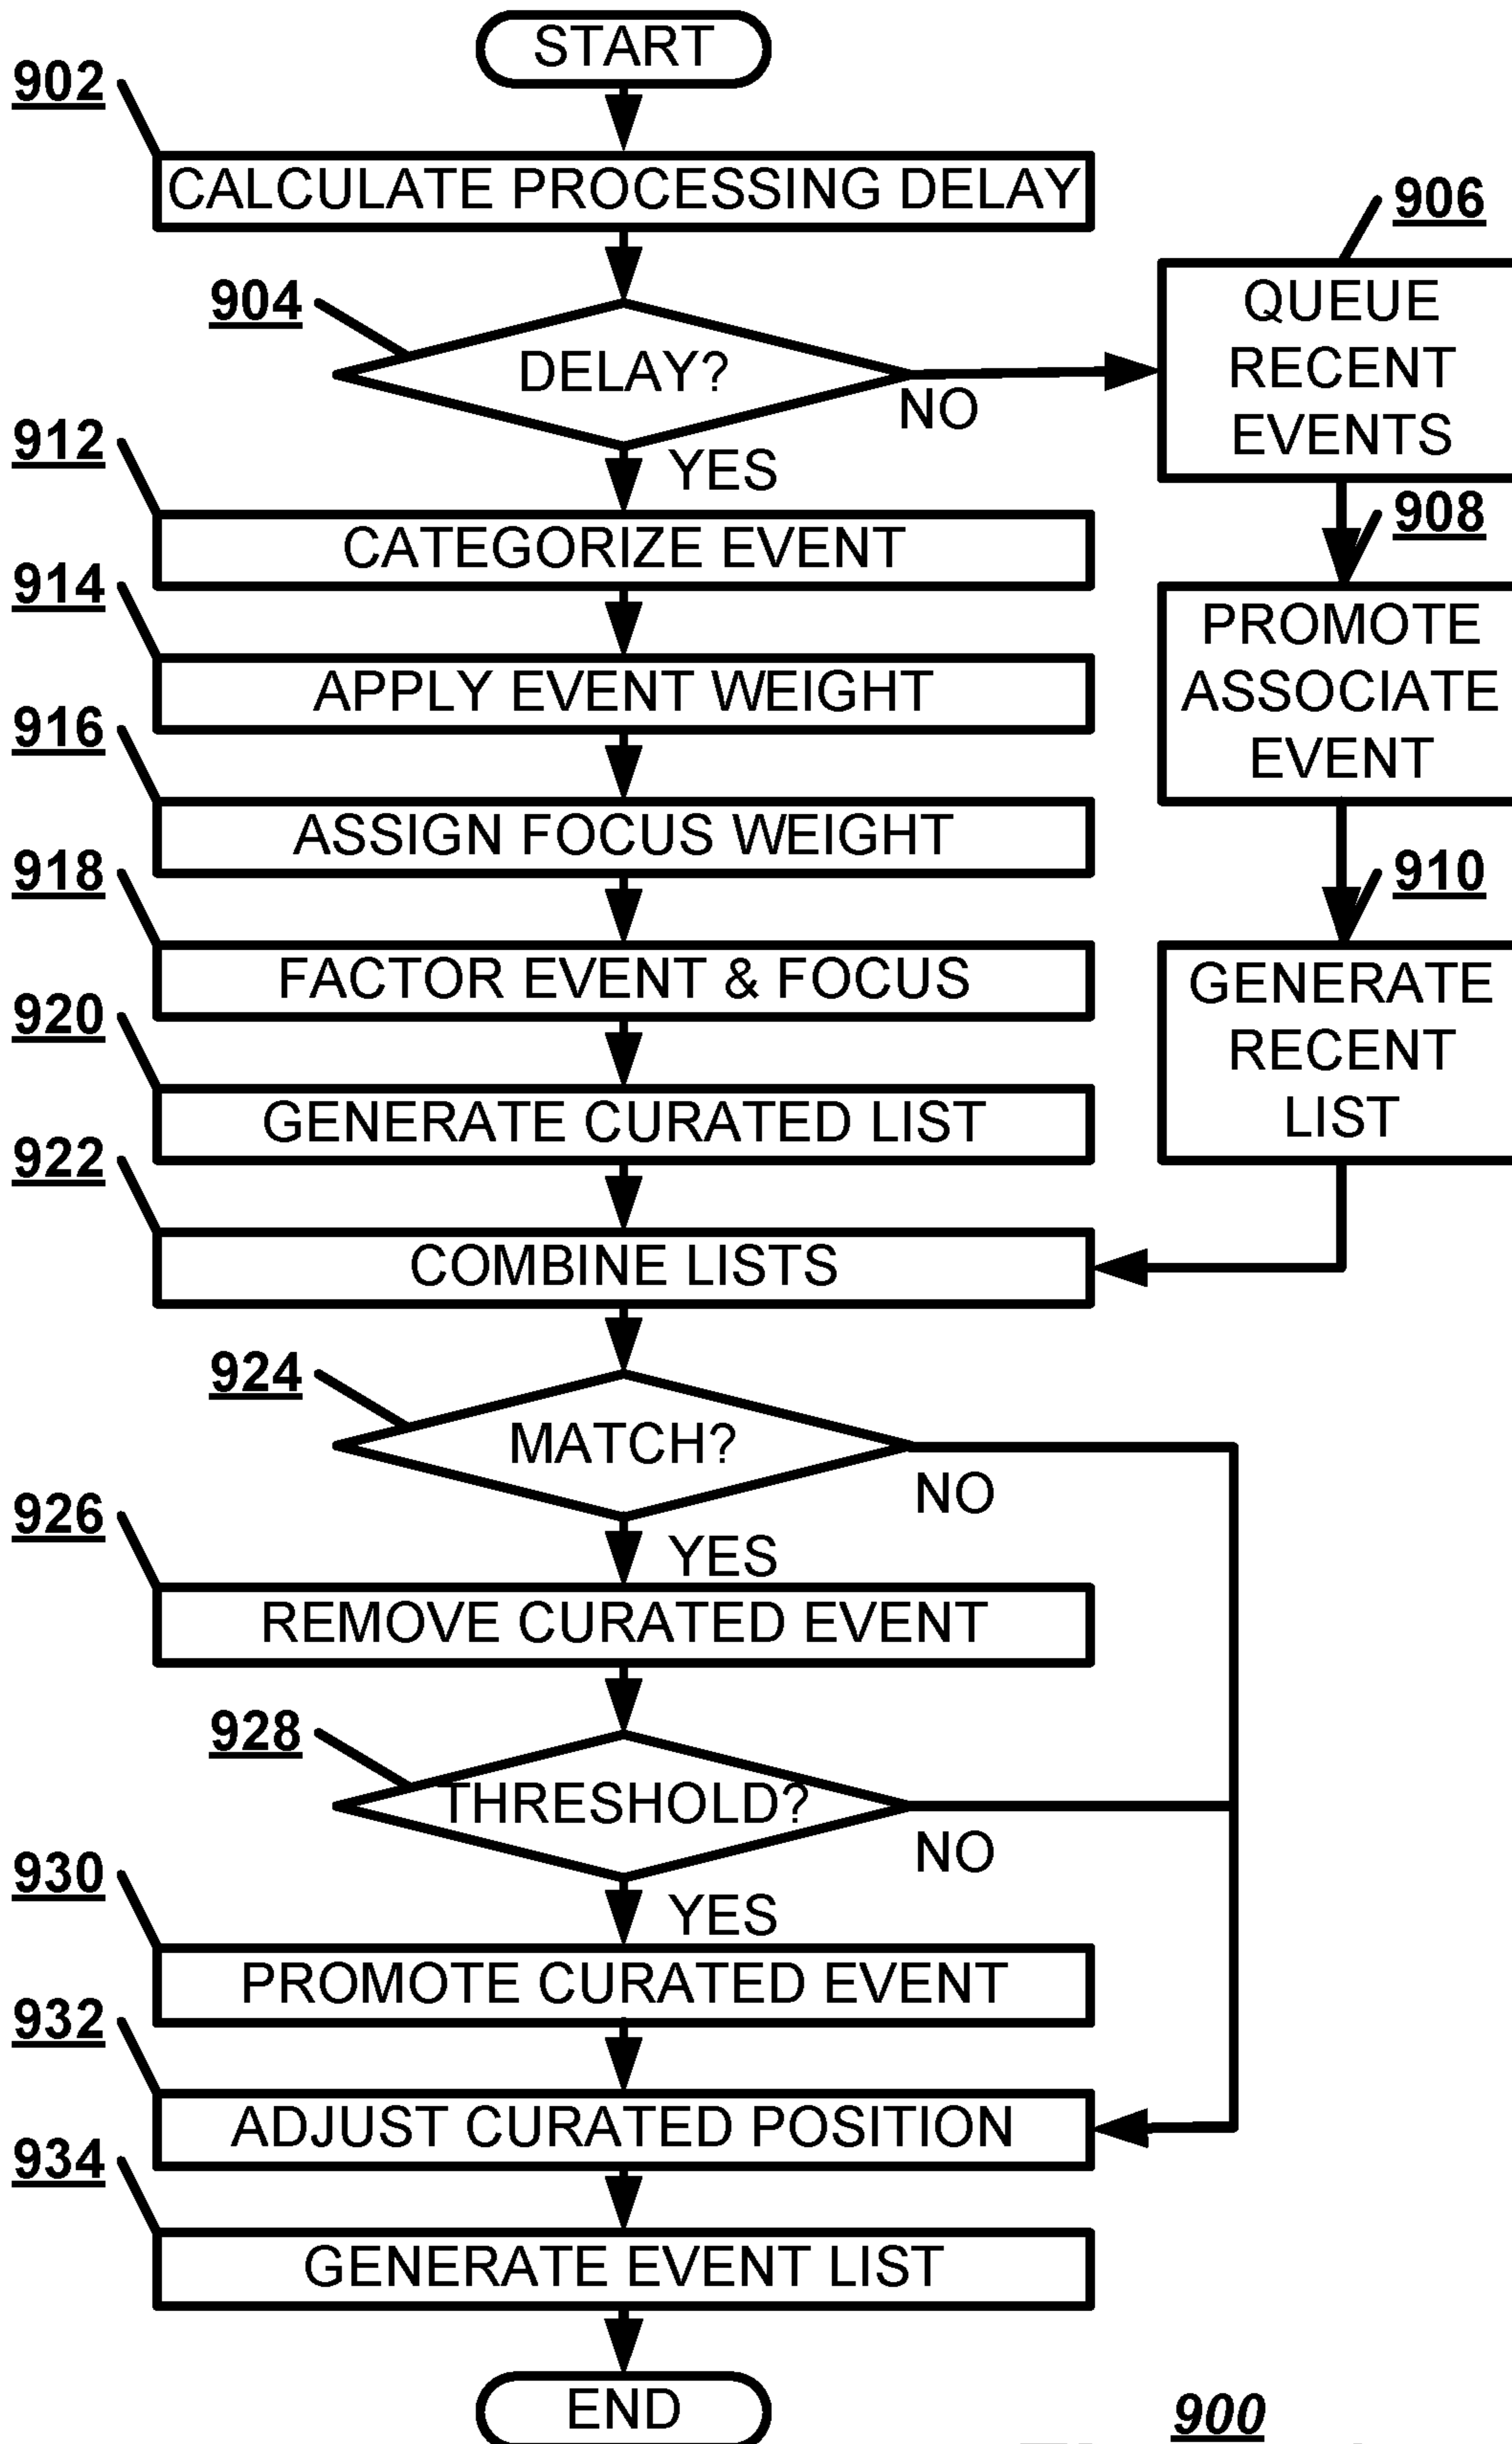 START
902
CALCULATE PROCESSING DELAY
906
QUEUE
RECENT
EVENTS
904
DELAY?
NO
YES
912
CATEGORIZE EVENT
908
PROMOTE
ASSOCIATE
EVENT
914
APPLY EVENT WEIGHT
916
ASSIGN FOCUS WEIGHT
910
GENERATE
RECENT
LIST
918
FACTOR EVENT & FOCUS
920
GENERATE CURATED LIST
922
COMBINE LISTS
924
MATCH?
NO
YES
926
REMOVE CURATED EVENT
928
THRESHOLD?
NO
YES
930
PROMOTE CURATED EVENT
932
ADJUST CURATED POSITION
934
GENERATE EVENT LIST
END
900